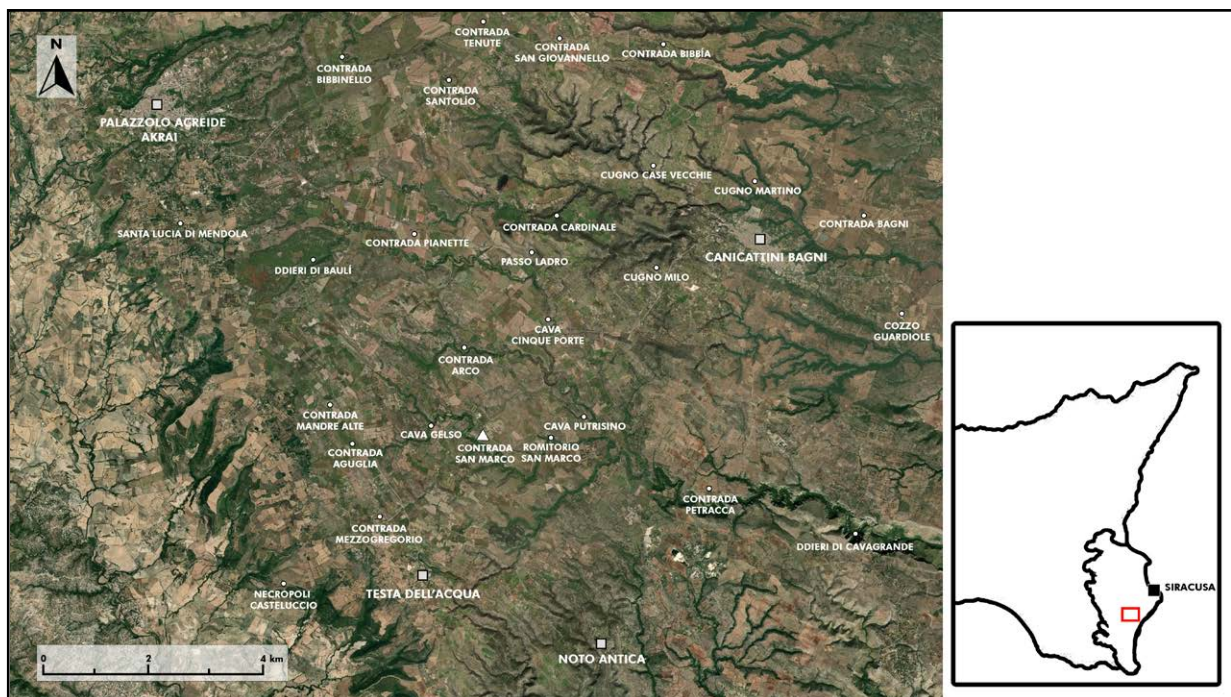 N
CONTRADA
TENUTE
CONTRADA
SAN GIOVANNELLO
CONTRADA BIBBÌA
CONTRADA
BIBBINELLO
CONTRADA
SANTOLÌO
PALAZZOLO ACREIDE
AKRAI
CUGNO CASE VECCHIE
CUGNO MARTINO
SANTA LUCIA DI MENDOLA
CONTRADA PIANETTE
CONTRADA CARDINALE
CONTRADA BAGNI
DDIERI DI BAULÌ
PASSO LADRO
CANICATTINI BAGNI
CUGNO MILO
CAVA
CINQUE PORTE
COZZO
GUARDIOLE
CONTRADA
ARCO
CONTRADA
MANDRE ALTE
CAVA GELSO
CAVA PUTRISINO
CONTRADA
AGUGLIA
CONTRADA
SAN MARCO
ROMITORIO
SAN MARCO
CONTRADA
PETRACCA
CONTRADA
MEZZOGREGORIO
DDIERI DI CAVAGRANDE
NECROPOLI
CASTELUCCIO
TESTA DELL'ACQUA
NOTO ANTICA
0 2 4 km
SIRACUSA